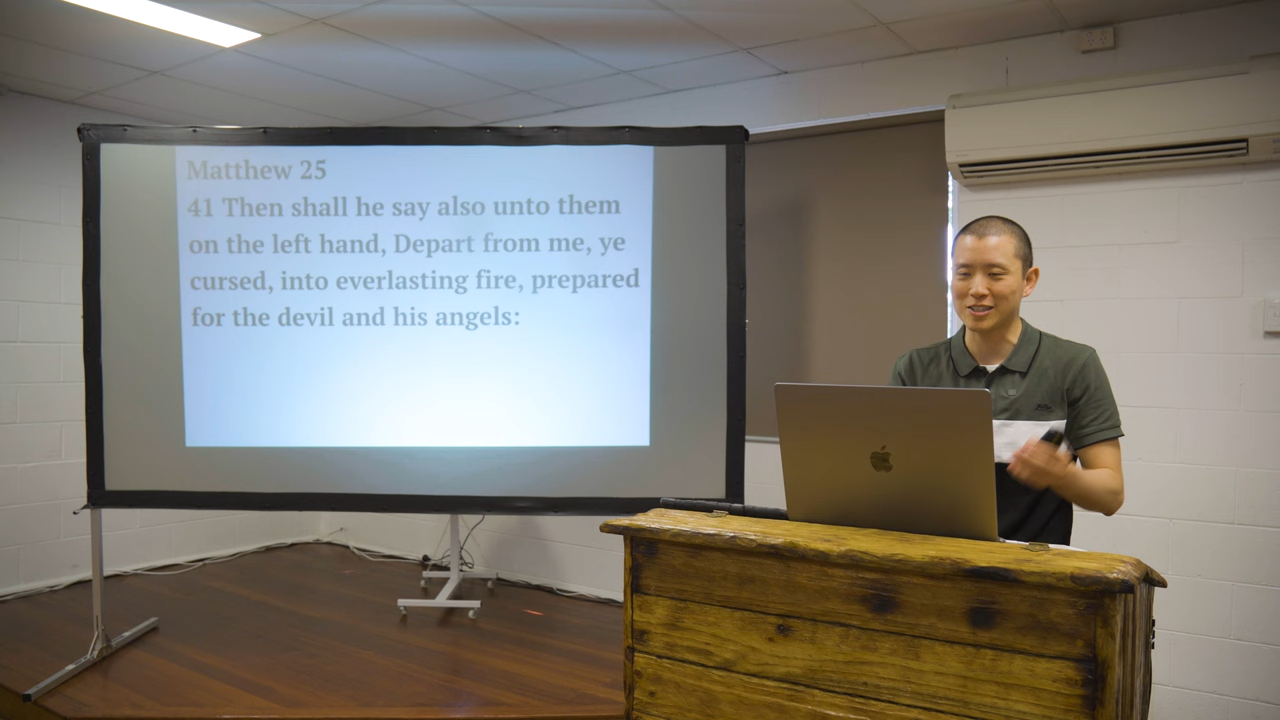 Matthew 25
41 Then shall he say also unto them
on the left hand, Depart from me, ye
cursed, into everlasting fire, prepared
for the devil and his angels: